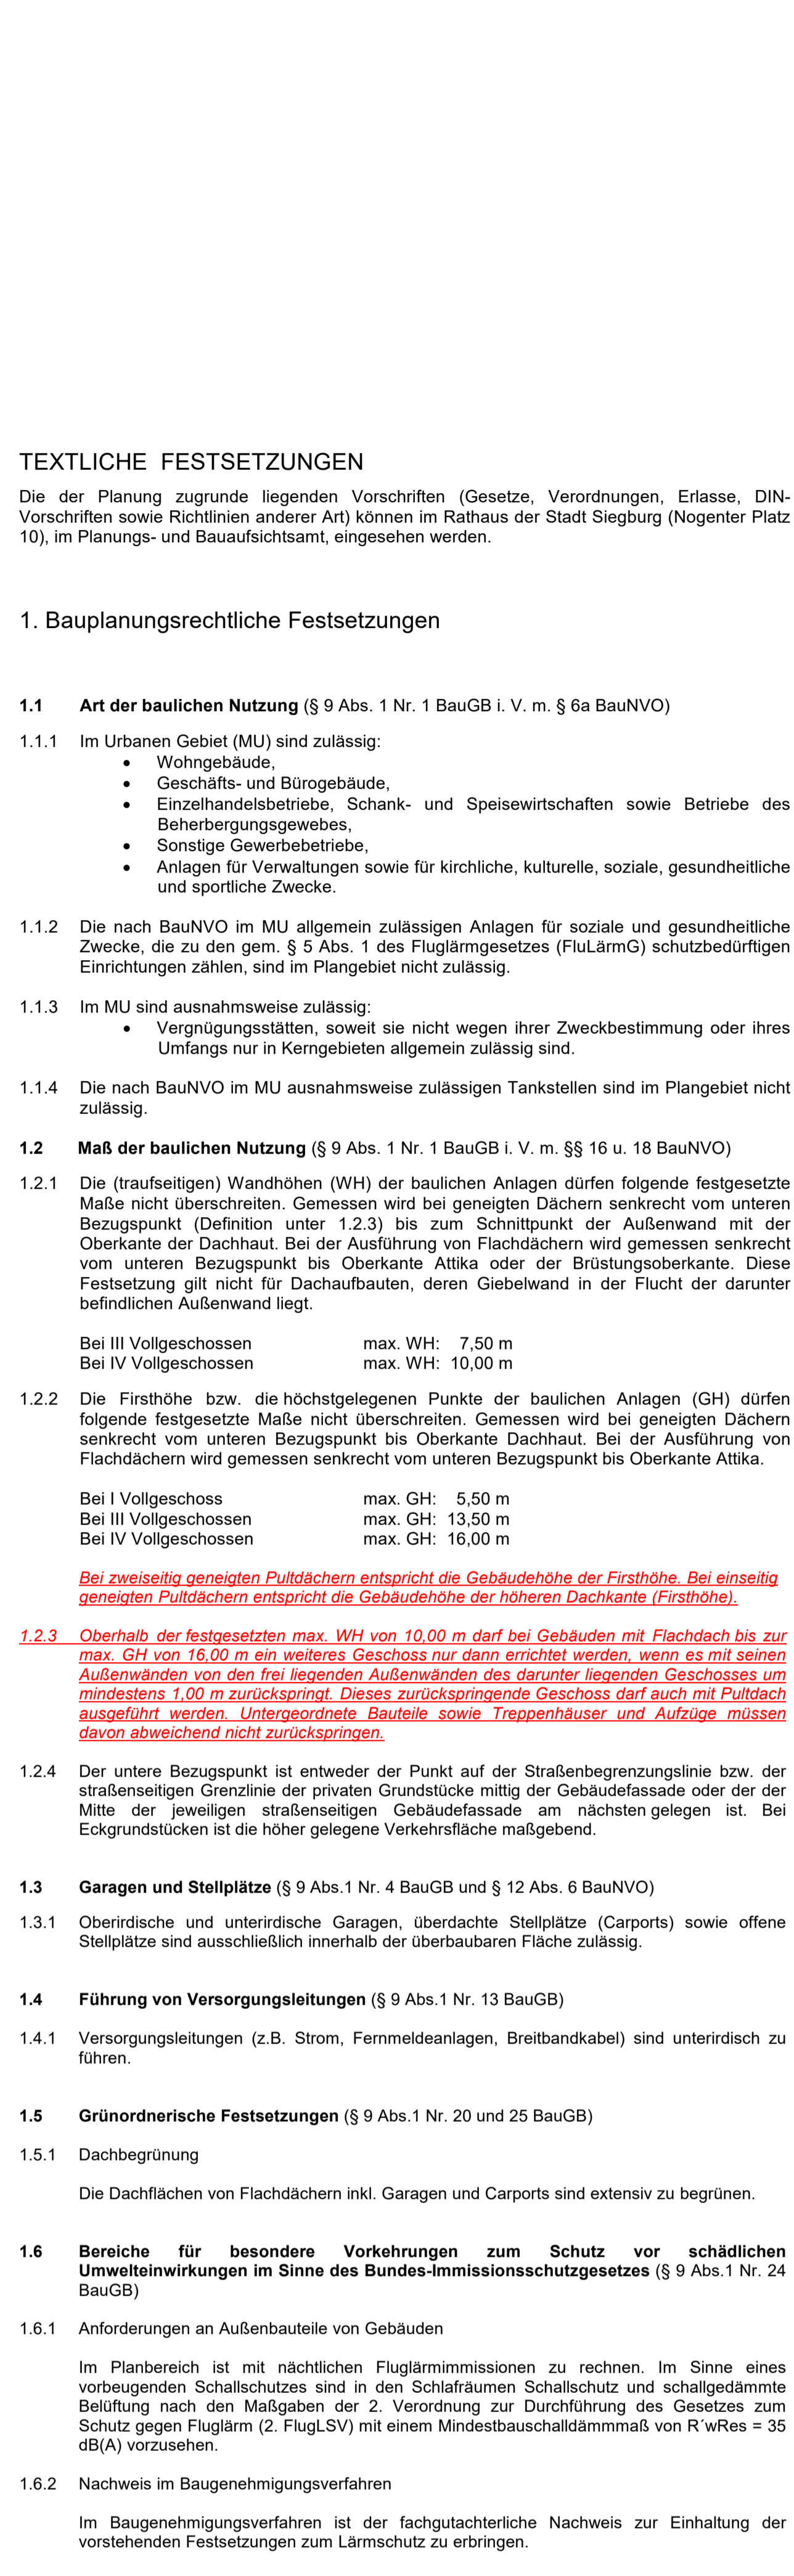 TEXTLICHE FESTSETZUNGEN
Die der Planung zugrunde liegenden Vorschriften (Gesetze, Verordnungen, Erlasse, DIN-
Vorschriften sowie Richtlinien anderer Art) können im Rathaus der Stadt Siegburg (Nogenter Platz
10), im Planungs- und Bauaufsichtsamt, eingesehen werden.
1. Bauplanungsrechtliche Festsetzungen
1.1 Art der baulichen Nutzung (§ 9 Abs. 1 Nr. 1 BauGB i. V. m. § 6a BauNVO)
1.1.1 Im Urbanen Gebiet (MU) sind zulässig:
• Wohngebäude,
• Geschäfts- und Bürogebäude,
• Einzelhandelsbetriebe, Schank- und Speisewirtschaften sowie Betriebe des
Beherbergungsgewebes,
• Sonstige Gewerbebetriebe,
• Anlagen für Verwaltungen sowie für kirchliche, kulturelle, soziale, gesundheitliche
und sportliche Zwecke.
1.1.2 Die nach BauNVO im MU allgemein zulässigen Anlagen für soziale und gesundheitliche
Zwecke, die zu den gem. § 5 Abs. 1 des Fluglärmgesetzes (FluLärmG) schutzbedürftigen
Einrichtungen zählen, sind im Plangebiet nicht zulässig.
1.1.3 Im MU sind ausnahmsweise zulässig:
• Vergnügungsstätten, soweit sie nicht wegen ihrer Zweckbestimmung oder ihres
Umfangs nur in Kerngebieten allgemein zulässig sind.
1.1.4 Die nach BauNVO im MU ausnahmsweise zulässigen Tankstellen sind im Plangebiet nicht
zulässig.
1.2 Maß der baulichen Nutzung (§ 9 Abs. 1 Nr. 1 BauGB i. V. m. §§ 16 u. 18 BauNVO)
1.2.1 Die (traufseitigen) Wandhöhen (WH) der baulichen Anlagen dürfen folgende festgesetzte
Maße nicht überschreiten. Gemessen wird bei geneigten Dächern senkrecht vom unteren
Bezugspunkt (Definition unter 1.2.3) bis zum Schnittpunkt der Außenwand mit der
Oberkante der Dachhaut. Bei der Ausführung von Flachdächern wird gemessen senkrecht
vom unteren Bezugspunkt bis Oberkante Attika oder der Brüstungsoberkante. Diese
Festsetzung gilt nicht für Dachaufbauten, deren Giebelwand in der Flucht der darunter
befindlichen Außenwand liegt.
Bei III Vollgeschossen max. WH: 7,50 m
Bei IV Vollgeschossen max. WH: 10,00 m
1.2.2 Die Firsthöhe bzw. die höchstgelegenen Punkte der baulichen Anlagen (GH) dürfen
folgende festgesetzte Maße nicht überschreiten. Gemessen wird bei geneigten Dächern
senkrecht vom unteren Bezugspunkt bis Oberkante Dachhaut. Bei der Ausführung von
Flachdächern wird gemessen senkrecht vom unteren Bezugspunkt bis Oberkante Attika.
Bei I Vollgeschoss max. GH: 5,50 m
Bei III Vollgeschossen max. GH: 13,50 m
Bei IV Vollgeschossen max. GH: 16,00 m
Bei zweiseitig geneigten Pultdächern entspricht die Gebäudehöhe der Firsthöhe. Bei einseitig
geneigten Pultdächern entspricht die Gebäudehöhe der höheren Dachkante (Firsthöhe).
1.2.3 Oberhalb der festgesetzten max. WH von 10,00 m darf bei Gebäuden mit Flachdach bis zur
max. GH von 16,00 m ein weiteres Geschoss nur dann errichtet werden, wenn es mit seinen
Außenwänden von den frei liegenden Außenwänden des darunter liegenden Geschosses um
mindestens 1,00 m zurückspringt. Dieses zurückspringende Geschoss darf auch mit Pultdach
ausgeführt werden. Untergeordnete Bauteile sowie Treppenhäuser und Aufzüge müssen
davon abweichend nicht zurückspringen.
1.2.4 Der untere Bezugspunkt ist entweder der Punkt auf der Straßenbegrenzungslinie bzw. der
straßenseitigen Grenzlinie der privaten Grundstücke mittig der Gebäudefassade oder der der
Mitte der jeweiligen straßenseitigen Gebäudefassade am nächsten gelegen ist. Bei
Eckgrundstücken ist die höher gelegene Verkehrsfläche maßgebend.
1.3 Garagen und Stellplätze (§ 9 Abs.1 Nr. 4 BauGB und § 12 Abs. 6 BauNVO)
1.3.1 Oberirdische und unterirdische Garagen, überdachte Stellplätze (Carports) sowie offene
Stellplätze sind ausschließlich innerhalb der überbaubaren Fläche zulässig.
1.4 Führung von Versorgungsleitungen (§ 9 Abs.1 Nr. 13 BauGB)
1.4.1 Versorgungsleitungen (z.B. Strom, Fernmeldeanlagen, Breitbandkabel) sind unterirdisch zu
führen.
1.5 Grünordnerische Festsetzungen (§ 9 Abs.1 Nr. 20 und 25 BauGB)
1.5.1 Dachbegrünung
Die Dachflächen von Flachdächern inkl. Garagen und Carports sind extensiv zu begrünen.
1.6 Bereiche für besondere Vorkehrungen zum Schutz vor schädlichen
Umwelteinwirkungen im Sinne des Bundes-Immissionsschutzgesetzes (§ 9 Abs.1 Nr. 24
BauGB)
1.6.1 Anforderungen an Außenbauteile von Gebäuden
Im Planbereich ist mit nächtlichen Fluglärmimmissionen zu rechnen. Im Sinne eines
vorbeugenden Schallschutzes sind in den Schlafräumen Schallschutz und schallgedämmte
Belüftung nach den Maßgaben der 2. Verordnung zur Durchführung des Gesetzes zum
Schutz gegen Fluglärm (2. FlugLSV) mit einem Mindestbauschalldämmmaß von R´wRes = 35
dB(A) vorzusehen.
1.6.2 Nachweis im Baugenehmigungsverfahren
Im Baugenehmigungsverfahren ist der fachgutachterliche Nachweis zur Einhaltung der
vorstehenden Festsetzungen zum Lärmschutz zu erbringen.